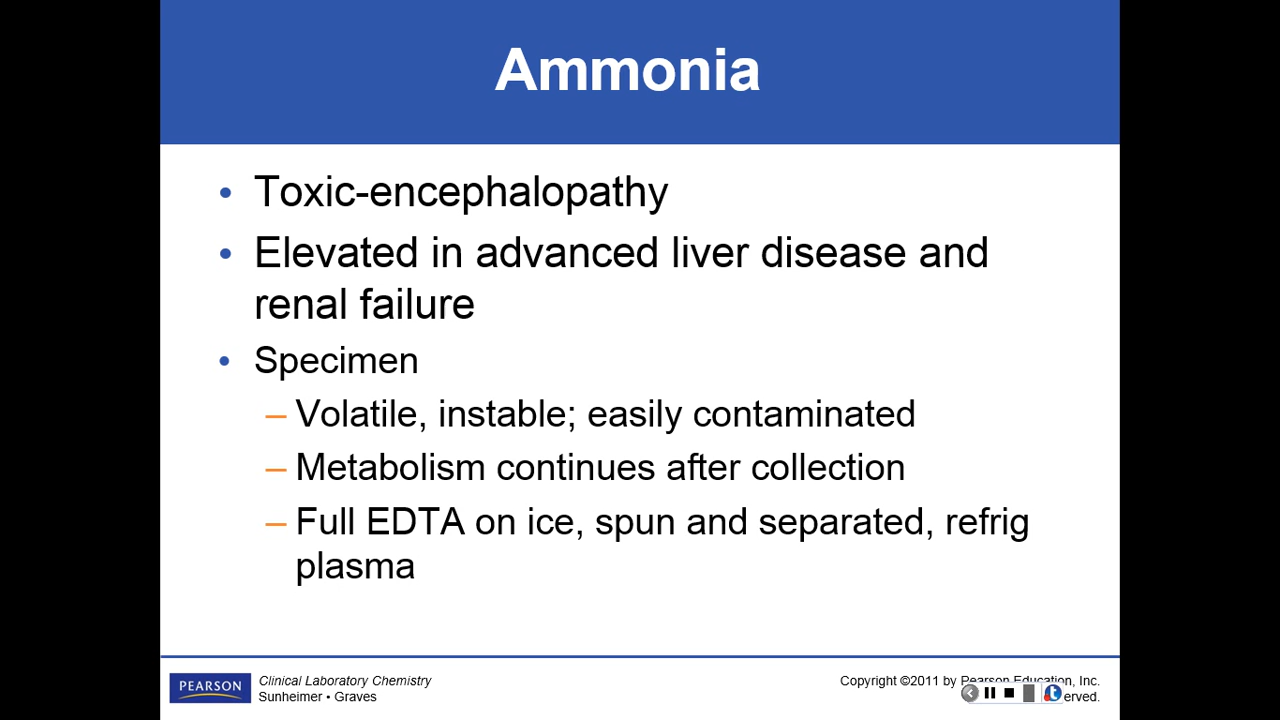 Ammonia
• Toxic-encephalopathy
• Elevated in advanced liver disease and
renal failure
• Specimen
– Volatile, instable; easily contaminated
– Metabolism continues after collection
– Full EDTA on ice, spun and separated, refrig
plasma
PEARSON
Clinical Laboratory Chemistry
Sunheimer • Graves
Copyright ©2011 by Pearson Education, Inc.
erved.